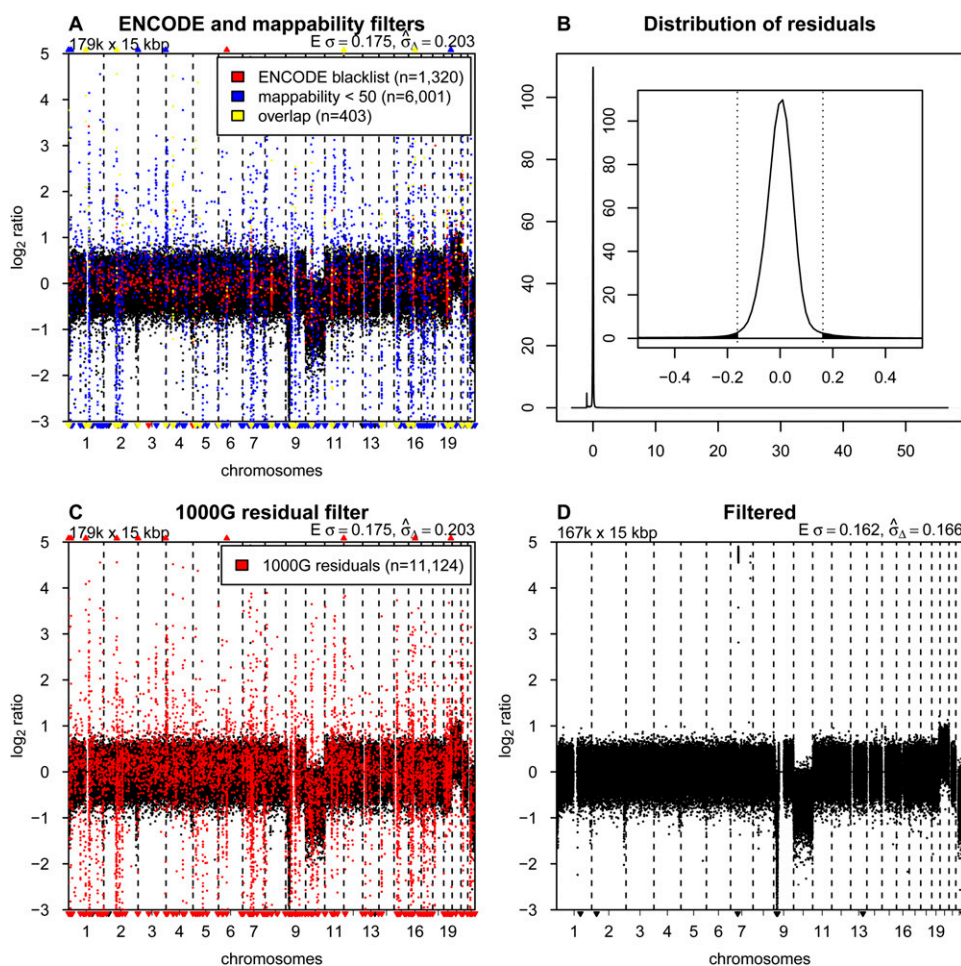 A ENCODE and mappability filters
179k x 15 kbp
E σ = 0.175, σ̂Δ = 0.203
ENCODE blacklist (n=1,320)
mappability < 50 (n=6,001)
overlap (n=403)
5
4
3
2
1
0
−1
−2
−3
log2 ratio
1 2 3 4 5 6 7 9 11 13 16 19
chromosomes
B Distribution of residuals
100
80
60
40
20
0
0 10 20 30 40 50
100
80
60
40
20
0
−0.4 −0.2 0.0 0.2 0.4
C 1000G residual filter
179k x 15 kbp
E σ = 0.175, σ̂Δ = 0.203
1000G residuals (n=11,124)
5
4
3
2
1
0
−1
−2
−3
log2 ratio
1 2 3 4 5 6 7 9 11 13 16 19
chromosomes
D Filtered
167k x 15 kbp
E σ = 0.162, σ̂Δ = 0.166
5
4
3
2
1
0
−1
−2
−3
log2 ratio
1 2 3 4 5 6 7 9 11 13 16 19
chromosomes